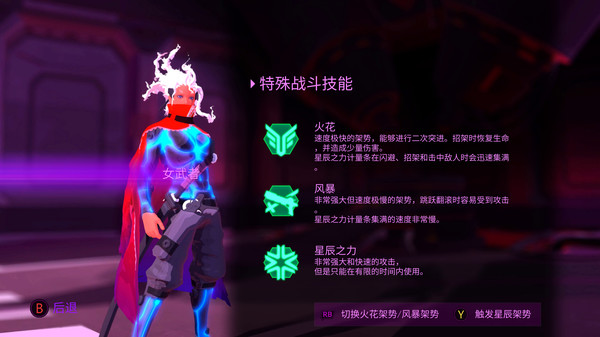 特殊战斗技能
火花
速度极快的架势，能够进行二次突进。招架时恢复生命
，并造成少量伤害。
星辰之力计量条在闪避、招架和击中敌人时会迅速集满
。
女武者
风暴
非常强大但速度极慢的架势，跳跃翻滚时容易受到攻击
。
星辰之力计量条集满的速度非常慢。
星辰之力
非常强大和快速的攻击，
但是只能在有限的时间内使用。
B 后退
RB 切换火花架势/风暴架势 Y 触发星辰架势